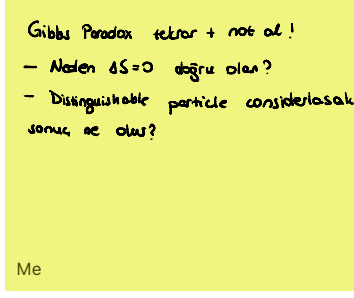 Gibbs Paradox tekrar + not al!
- Neden ΔS=0 doğru olan?
- Distinguishable particle considerlasak
sonuç ne olur?
Me